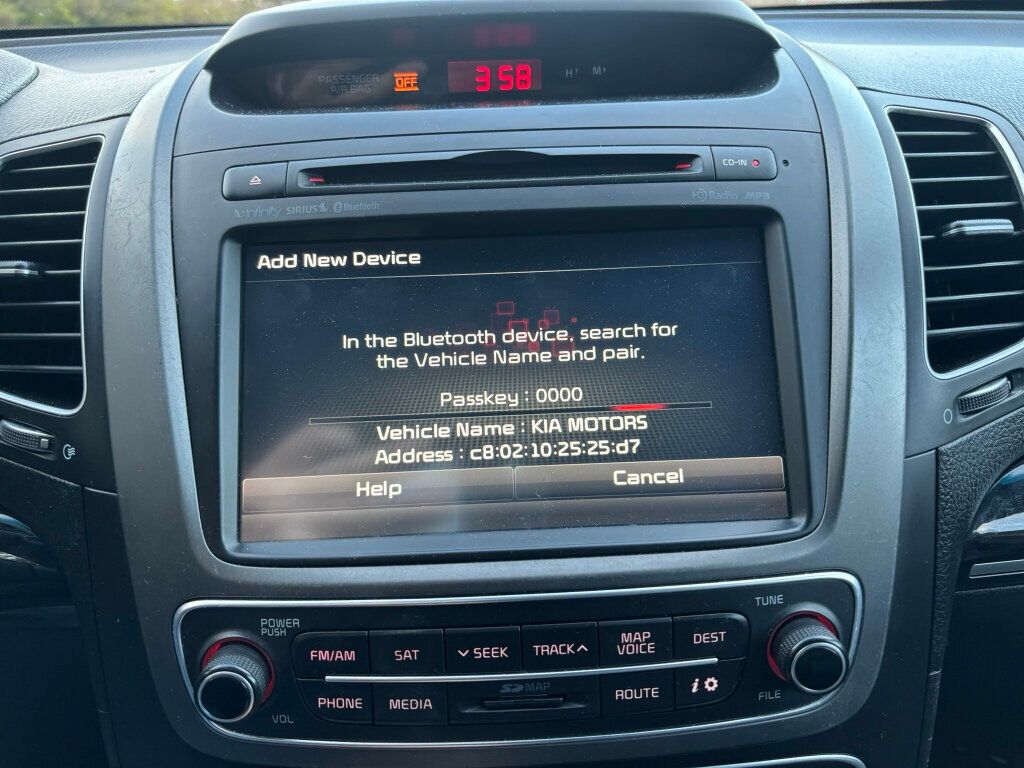 PASSENGER
AIR BAG
OFF
3:58
H
M
CD-IN
infinity SIRIUS Bluetooth
HD Radio MP3
Add New Device
In the Bluetooth device, search for
the Vehicle Name and pair.
Passkey : 0000
Vehicle Name : KIA MOTORS
Address : c8:02:10:25:25:d7
Help
Cancel
POWER
PUSH
VOL
FM/AM
SAT
SEEK
TRACK
MAP
VOICE
DEST
TUNE
PHONE
MEDIA
SD MAP
ROUTE
i
FILE